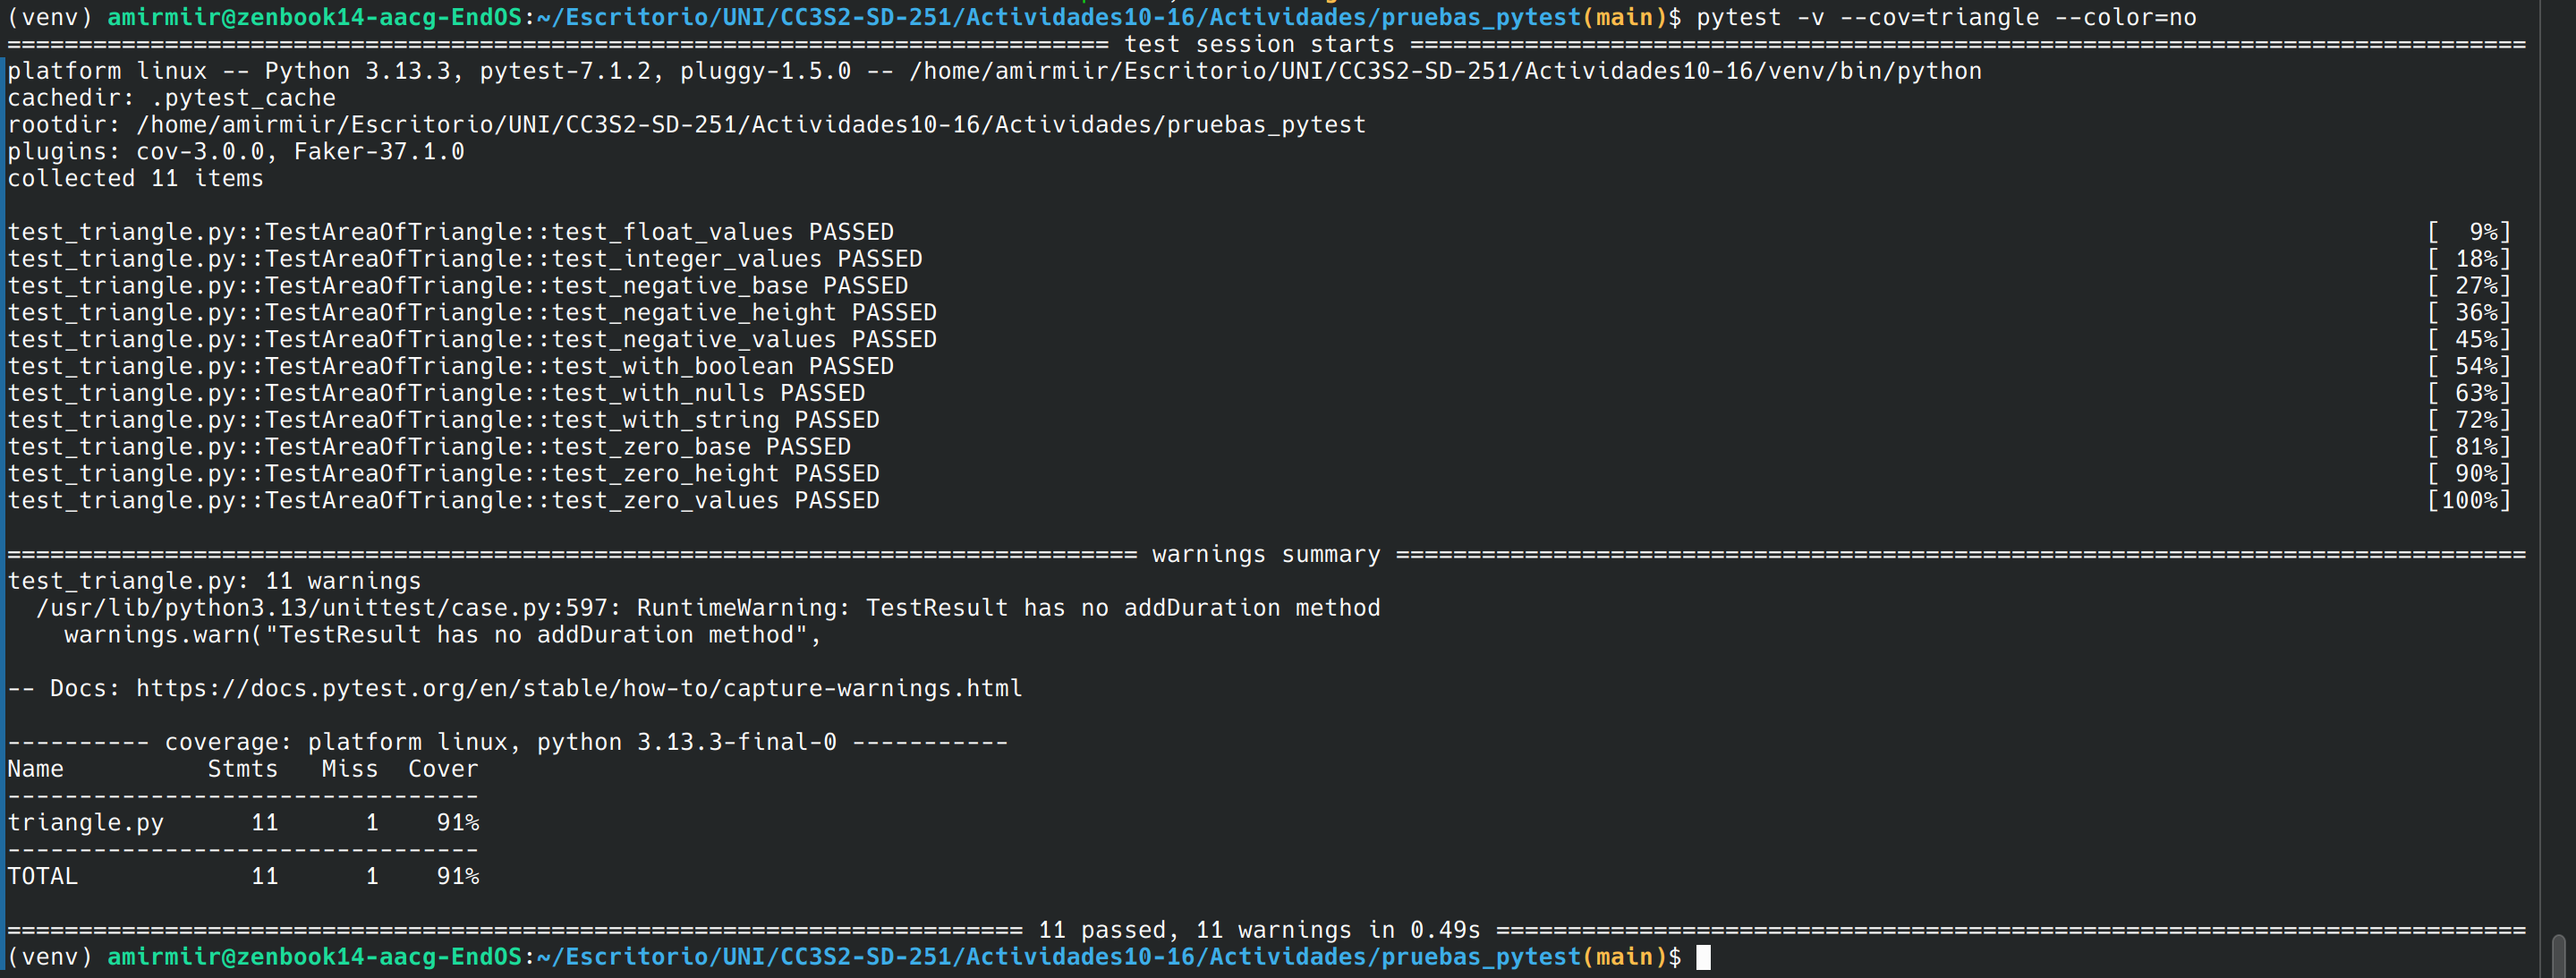 (venv) amirmiir@zenbook14-aacg-EndOS:~/Escritorio/UNI/CC3S2-SD-251/Actividades10-16/Actividades/pruebas_pytest(main)$ pytest -v --cov=triangle --color=no
============================================================================= test session starts ==============================================================================
platform linux -- Python 3.13.3, pytest-7.1.2, pluggy-1.5.0 -- /home/amirmiir/Escritorio/UNI/CC3S2-SD-251/Actividades10-16/venv/bin/python
cachedir: .pytest_cache
rootdir: /home/amirmiir/Escritorio/UNI/CC3S2-SD-251/Actividades10-16/Actividades/pruebas_pytest
plugins: cov-3.0.0, Faker-37.1.0
collected 11 items
test_triangle.py::TestAreaOfTriangle::test_float_values PASSED [  9%]
test_triangle.py::TestAreaOfTriangle::test_integer_values PASSED [ 18%]
test_triangle.py::TestAreaOfTriangle::test_negative_base PASSED [ 27%]
test_triangle.py::TestAreaOfTriangle::test_negative_height PASSED [ 36%]
test_triangle.py::TestAreaOfTriangle::test_negative_values PASSED [ 45%]
test_triangle.py::TestAreaOfTriangle::test_with_boolean PASSED [ 54%]
test_triangle.py::TestAreaOfTriangle::test_with_nulls PASSED [ 63%]
test_triangle.py::TestAreaOfTriangle::test_with_string PASSED [ 72%]
test_triangle.py::TestAreaOfTriangle::test_zero_base PASSED [ 81%]
test_triangle.py::TestAreaOfTriangle::test_zero_height PASSED [ 90%]
test_triangle.py::TestAreaOfTriangle::test_zero_values PASSED [100%]
=============================================================================== warnings summary ===============================================================================
test_triangle.py: 11 warnings
  /usr/lib/python3.13/unittest/case.py:597: RuntimeWarning: TestResult has no addDuration method
    warnings.warn("TestResult has no addDuration method",
-- Docs: https://docs.pytest.org/en/stable/how-to/capture-warnings.html
---------- coverage: platform linux, python 3.13.3-final-0 -----------
Name          Stmts   Miss  Cover
---------------------------------
triangle.py      11      1    91%
---------------------------------
TOTAL            11      1    91%
======================================================================= 11 passed, 11 warnings in 0.49s ========================================================================
(venv) amirmiir@zenbook14-aacg-EndOS:~/Escritorio/UNI/CC3S2-SD-251/Actividades10-16/Actividades/pruebas_pytest(main)$